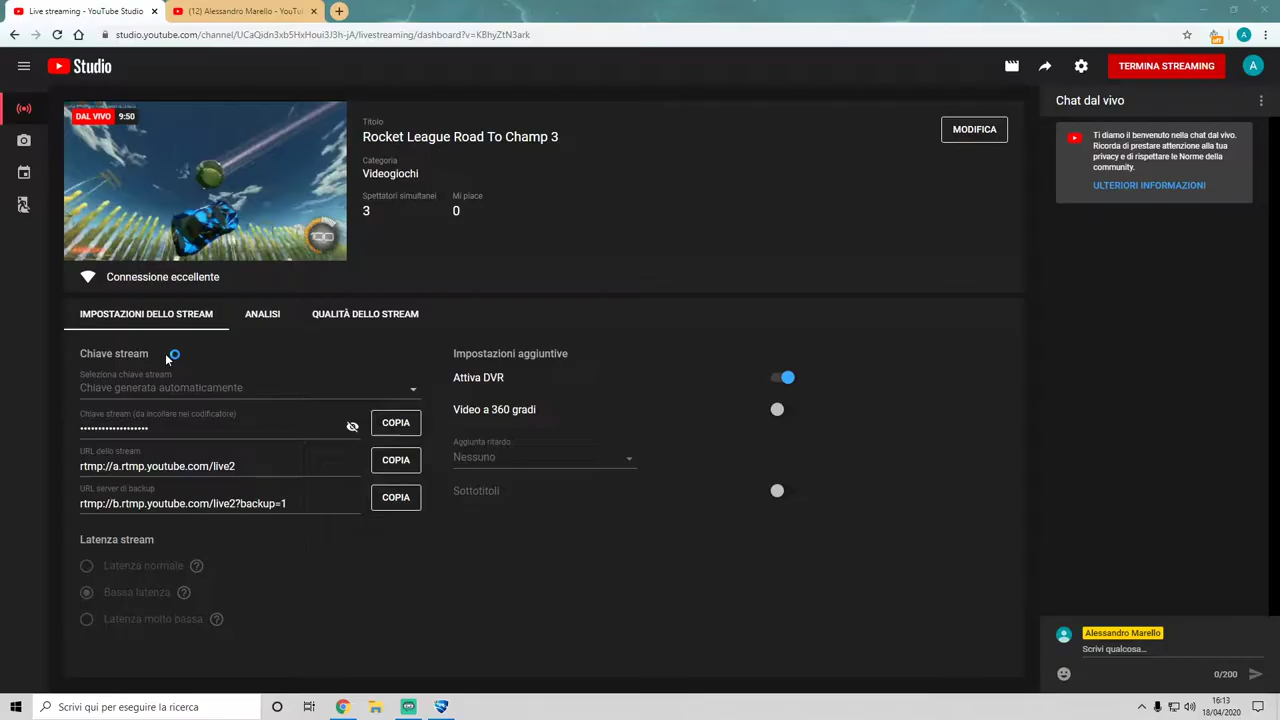 Live streaming - YouTube Studio
(12) Alessandro Marello - YouTu
studio.youtube.com/channel/UCaQidn3xb5HxHoui3J3h-jA/livestreaming/dashboard?v=KBhyZtN3ark
off
A
Studio
TERMINA STREAMING
A
DAL VIVO 9:50
Titolo
Rocket League Road To Champ 3
MODIFICA
Categoria
Videogiochi
Spettatori simultanei
Mi piace
3
0
Connessione eccellente
Chat dal vivo
Ti diamo il benvenuto nella chat dal vivo.
Ricorda di prestare attenzione alla tua
privacy e di rispettare le Norme della
community.
ULTERIORI INFORMAZIONI
IMPOSTAZIONI DELLO STREAM
ANALISI
QUALITÀ DELLO STREAM
Chiave stream
Seleziona chiave stream
Chiave generata automaticamente
Chiave stream (da incollare nel codificatore)
••••••••••••••••••••
COPIA
URL dello stream
rtmp://a.rtmp.youtube.com/live2
COPIA
URL server di backup
rtmp://b.rtmp.youtube.com/live2?backup=1
COPIA
Latenza stream
Latenza normale
Bassa latenza
Latenza molto bassa
Impostazioni aggiuntive
Attiva DVR
Video a 360 gradi
Aggiunta ritardo
Nessuno
Sottotitoli
Alessandro Marello
Scrivi qualcosa...
0/200
Scrivi qui per eseguire la ricerca
16:13
18/04/2020